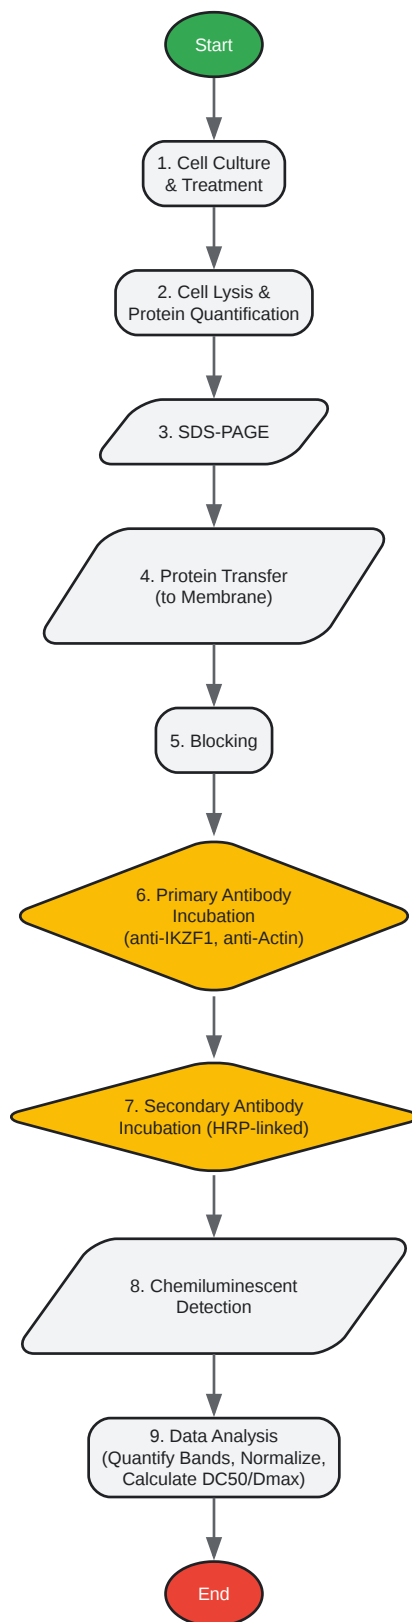 Start
1. Cell Culture
& Treatment
2. Cell Lysis &
Protein Quantification
3. SDS-PAGE
4. Protein Transfer
(to Membrane)
5. Blocking
6. Primary Antibody
Incubation
(anti-IKZF1, anti-Actin)
7. Secondary Antibody
Incubation (HRP-linked)
8. Chemiluminescent
Detection
9. Data Analysis
(Quantify Bands, Normalize,
Calculate DC50/Dmax)
End